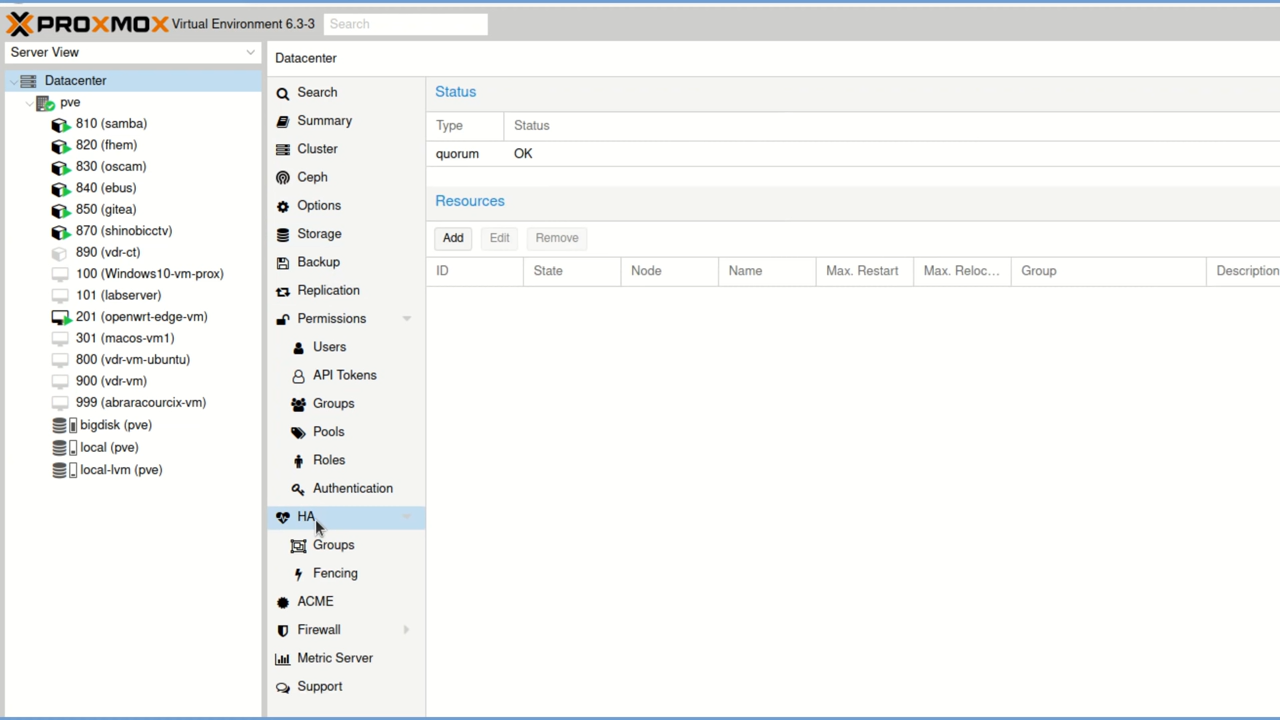 PROXMOX Virtual Environment 6.3-3 Search
Server View
Datacenter
pve
810 (samba)
820 (fhem)
830 (oscam)
840 (ebus)
850 (gitea)
870 (shinobicctv)
890 (vdr-ct)
100 (Windows10-vm-prox)
101 (labserver)
201 (openwrt-edge-vm)
301 (macos-vm1)
800 (vdr-vm-ubuntu)
900 (vdr-vm)
999 (abraracourcix-vm)
bigdisk (pve)
local (pve)
local-lvm (pve)
Datacenter
Search
Summary
Cluster
Ceph
Options
Storage
Backup
Replication
Permissions
Users
API Tokens
Groups
Pools
Roles
Authentication
HA
Groups
Fencing
ACME
Firewall
Metric Server
Support
Status
Type Status
quorum OK
Resources
Add Edit Remove
ID State Node Name Max. Restart Max. Reloc... Group Description